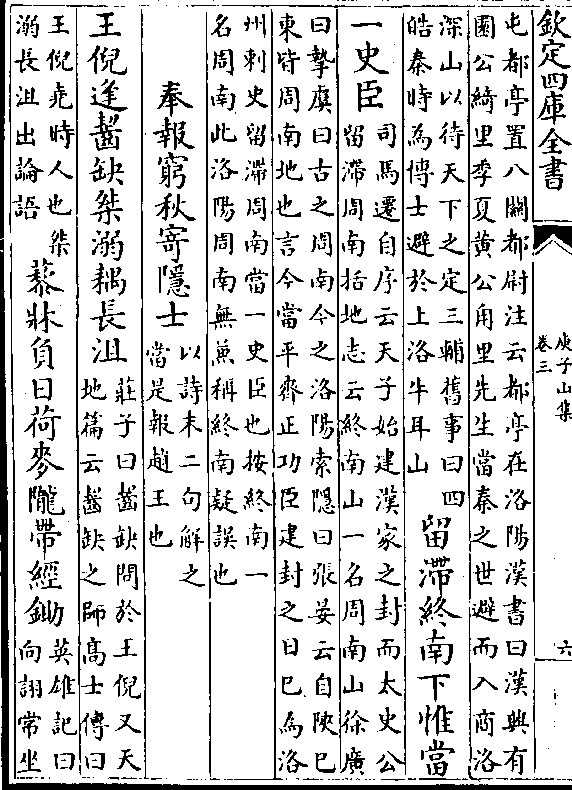 欽定四庫全書
庾子山集
卷三
六
屯都亭置八關都尉注云都亭在洛陽漢書曰漢興有
園公綺里季夏黃公甪里先生當秦之世避而入商洛
深山以待天下之定三輔舊事曰四
皓秦時為博士避於上洛牛耳山
留滯終南下惟當
一史臣
司馬遷自序云天子始建漢家之封而太史公
留滯周南括地志云終南山一名周南山徐廣
曰摯虞曰古之周南今之洛陽索隱曰張晏云自陜已
東皆周南地也言今當平齊正功臣建封之日已為洛
州刺史留滯周南當一史臣也按終南一
名周南此洛陽周南無兼稱終南疑誤也
奉報窮秋寄隱士
以詩末二句解之
當是報趙王也
王倪逢齧缺桀溺耦長沮
莊子曰齧缺問於王倪又天
地篇云齧缺之師高士傳曰
王倪堯時人也桀
溺長沮出論語
藜牀負日荷麥隴帶經鋤
英雄記曰
向詡常坐